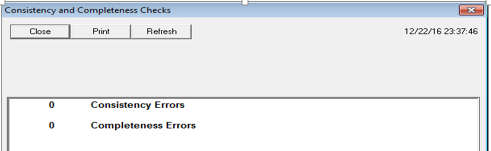 Consistency and Completeness Checks
Close Print Refresh 12/22/16 23:37:46
0 Consistency Errors
0 Completeness Errors